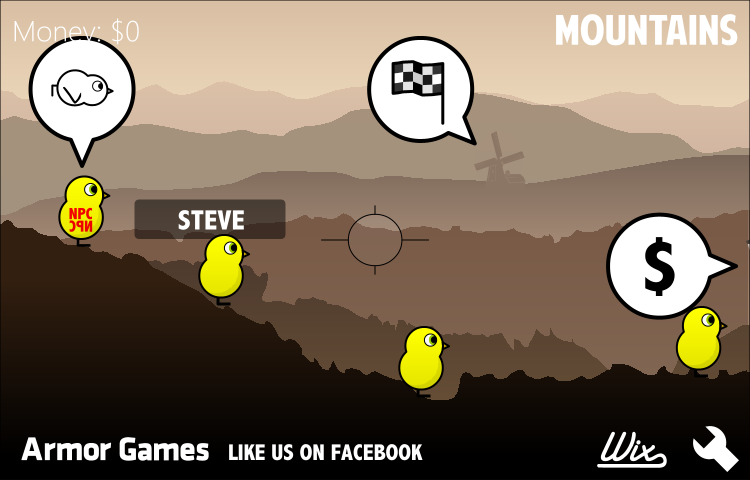 Money: $0
MOUNTAINS
NPC
NPC
STEVE
$
Armor Games
LIKE US ON FACEBOOK
Wix